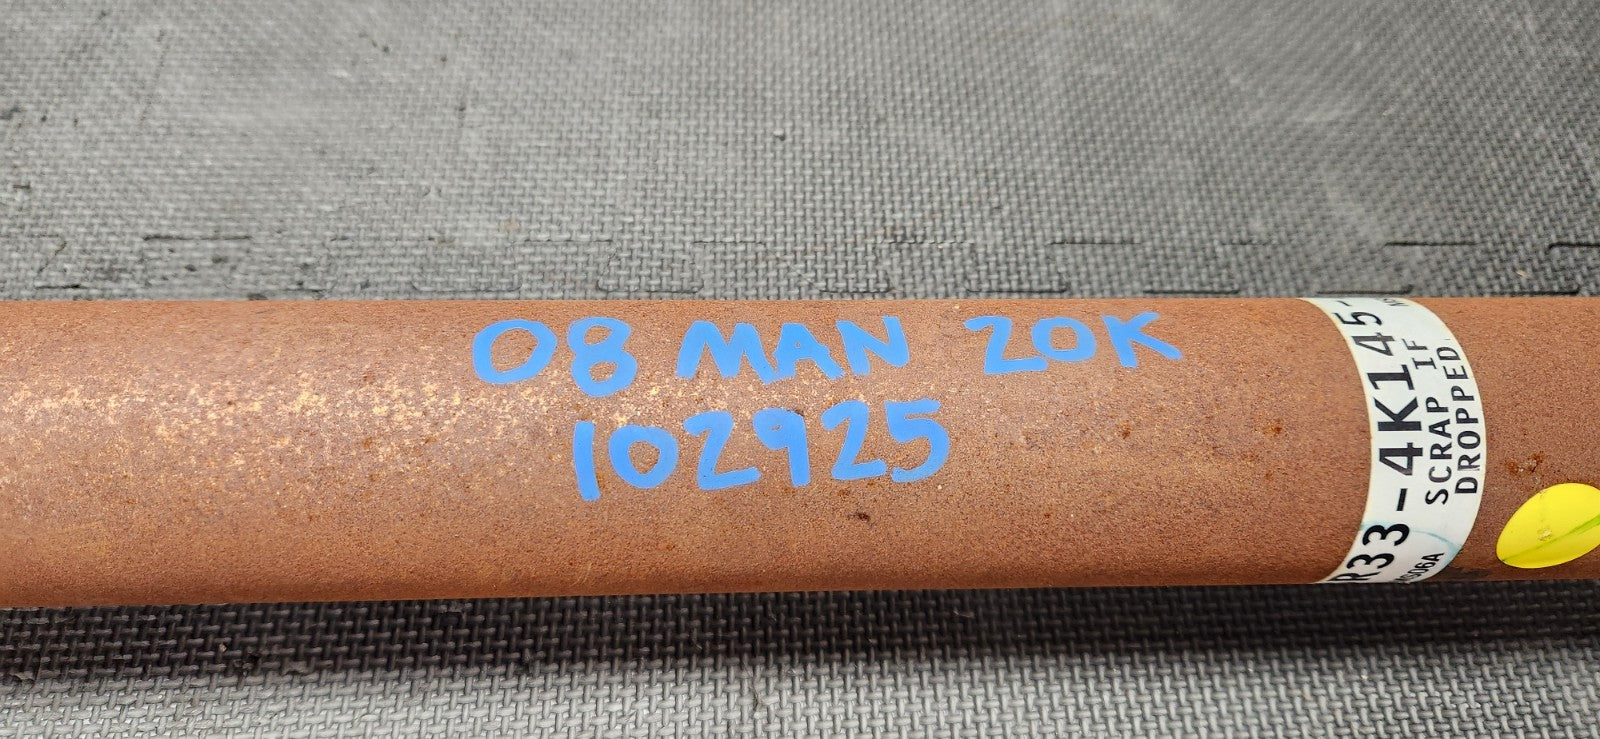 08 MAN 20K
102925
R33-4K145-
SCRAP IF
DROPPED